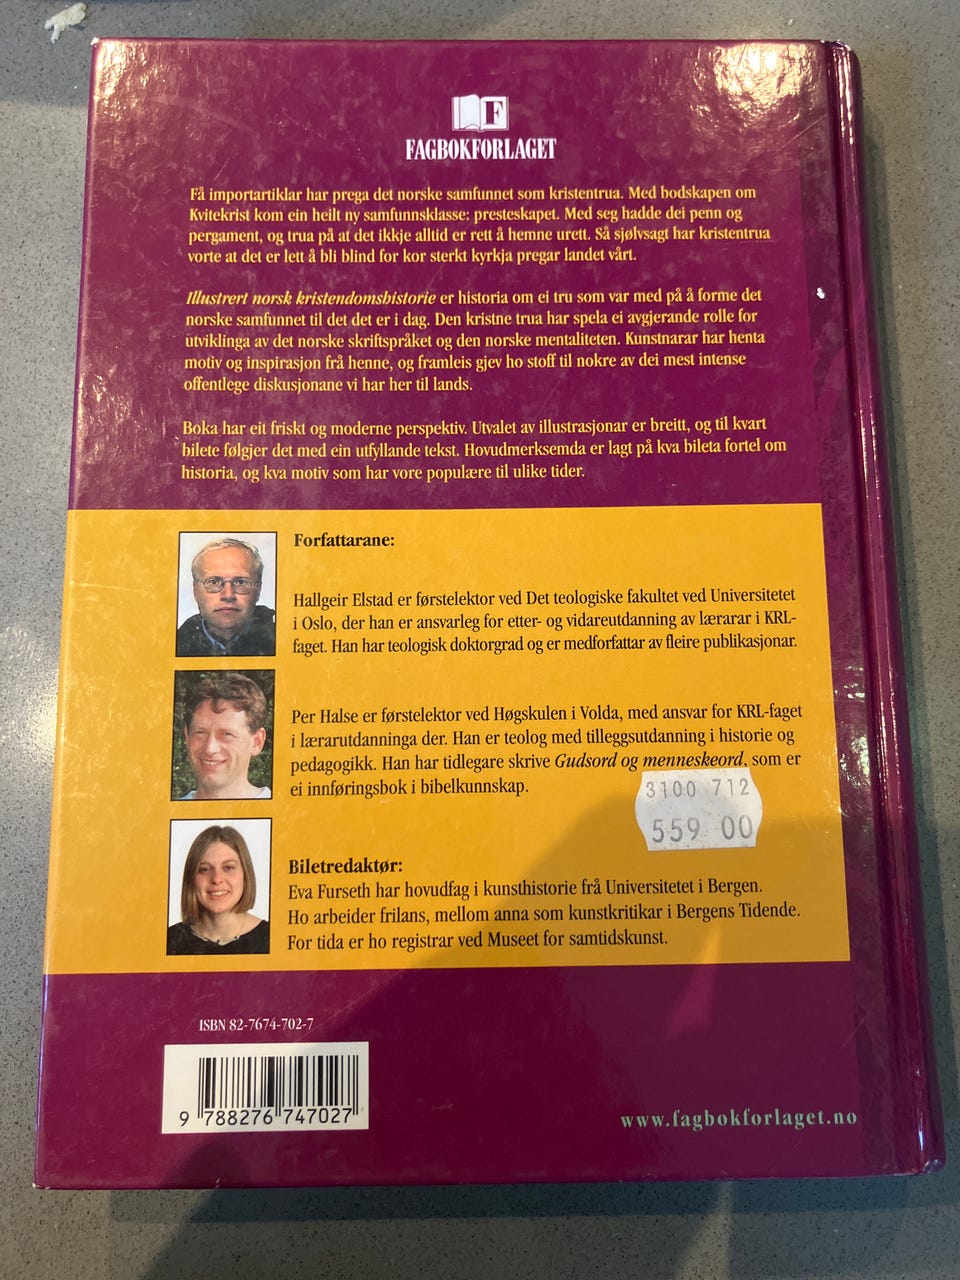 F
FAGBOKFORLAGET
Få importartiklar har prega det norske samfunnet som kristentrua. Med bodskapen om
Kvitekrist kom ein heilt ny samfunnsklasse: presteskapet. Med seg hadde dei penn og
pergament, og trua på at det ikkje alltid er rett å hemne urett. Så sjølvsagt har kristentrua
vorte at det er lett å bli blind for kor sterkt kyrkja pregar landet vårt.
Illustrert norsk kristendomshistorie er historia om ei tru som var med på å forme det
norske samfunnet til det det er i dag. Den kristne trua har spela ei avgjerande rolle for
utviklinga av det norske skriftspråket og den norske mentaliteten. Kunstnarar har henta
motiv og inspirasjon frå henne, og framleis gjev ho stoff til nokre av dei mest intense
offentlege diskusjonane vi har her til lands.
Boka har eit friskt og moderne perspektiv. Utvalet av illustrasjonar er breitt, og til kvart
bilete følgjer det med ein utfyllande tekst. Hovudmerksemda er lagt på kva bileta fortel om
historia, og kva motiv som har vore populære til ulike tider.
Forfattarane:
Hallgeir Elstad er førstelektor ved Det teologiske fakultet ved Universitetet
i Oslo, der han er ansvarleg for etter- og vidareutdanning av lærarar i KRL-
faget. Han har teologisk doktorgrad og er medforfattar av fleire publikasjonar.
Per Halse er førstelektor ved Høgskulen i Volda, med ansvar for KRL-faget
i lærarutdanninga der. Han er teolog med tilleggsutdanning i historie og
pedagogikk. Han har tidlegare skrive Gudsord og menneskeord, som er
ei innføringsbok i bibelkunnskap.
3100 712
559 00
Biletredaktør:
Eva Furseth har hovudfag i kunsthistorie frå Universitetet i Bergen.
Ho arbeider frilans, mellom anna som kunstkritikar i Bergens Tidende.
For tida er ho registrar ved Museet for samtidskunst.
ISBN 82-7674-702-7
9 788276 747027
www.fagbokforlaget.no